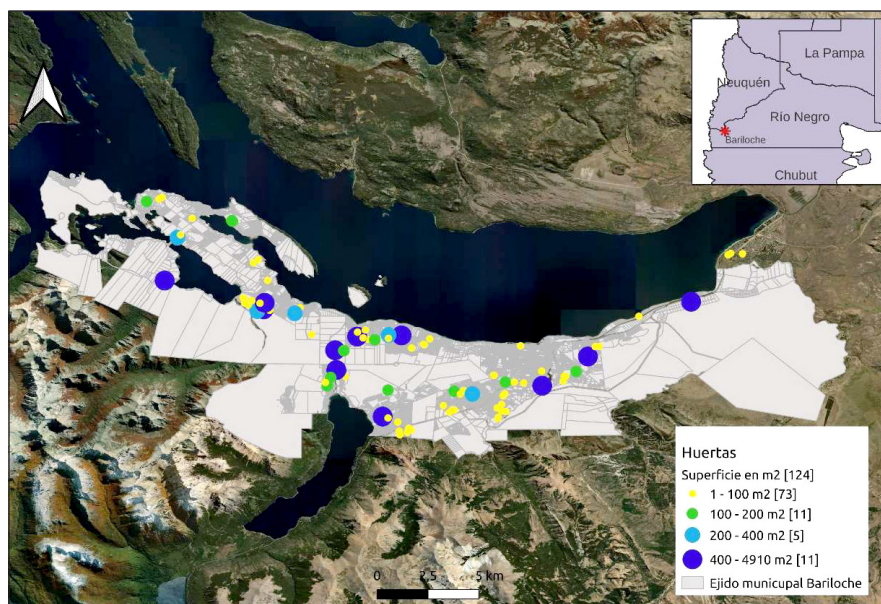 La Pampa
Neuquén
Río Negro
Bariloche
Chubut
Huertas
Superficie en m2 [124]
1 - 100 m2 [73]
100 - 200 m2 [11]
200 - 400 m2 [5]
400 - 4910 m2 [11]
Ejido municupal Bariloche
0 2,5 5 km